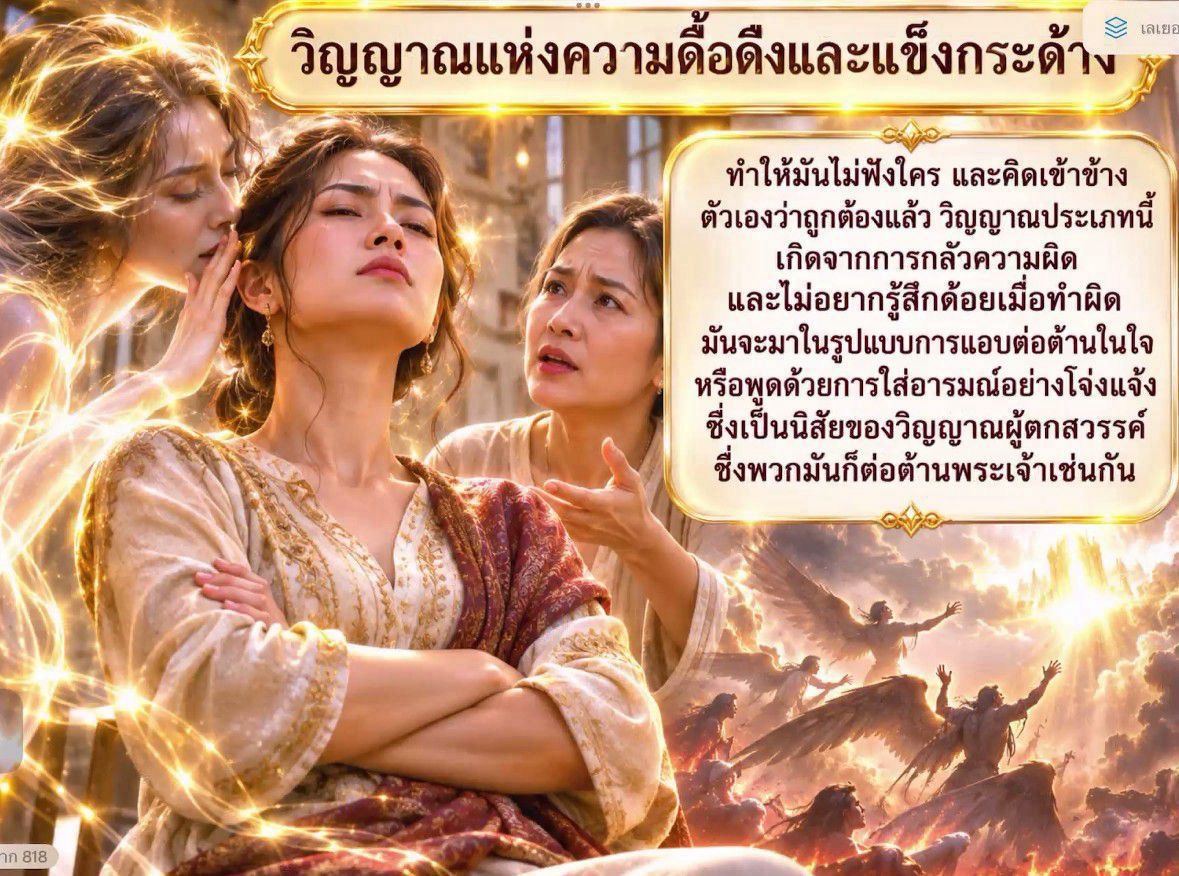 วิญญาณแห่งความดื้อดึงและแข็งกระด้าง
ทำให้มันไม่ฟังใคร และคิดเข้าข้าง
ตัวเองว่าถูกต้องแล้ว วิญญาณประเภทนี้
เกิดจากการกลัวความผิด
และไม่อยากรู้สึกด้อยเมื่อทำผิด
มันจะมาในรูปแบบการแอบต่อต้านในใจ
หรือพูดด้วยการใส่อารมณ์อย่างโจ่งแจ้ง
ซึ่งเป็นนิสัยของวิญญาณผู้ตกสวรรค์
ซึ่งพวกมันก็ต่อต้านพระเจ้าเช่นกัน
818